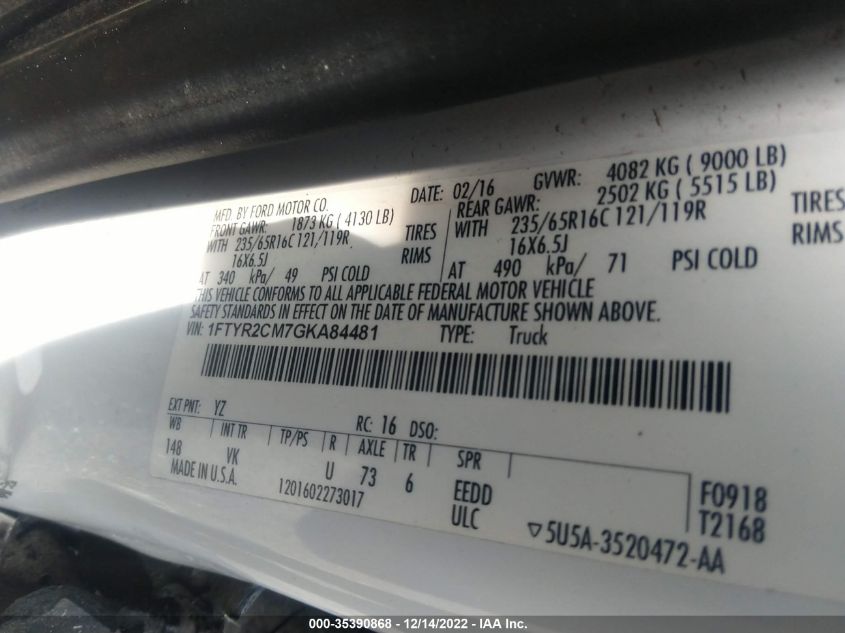 MFD. BY FORD MOTOR CO.
DATE: 02/16 GVWR: 4082 KG ( 9000 LB)
FRONT GAWR: 1873 KG ( 4130 LB)
REAR GAWR: 2502 KG ( 5515 LB)
WITH 235/65R16C 121/119R TIRES
WITH 235/65R16C 121/119R TIRES
16X6.5J RIMS
16X6.5J RIMS
AT 340 kPa/ 49 PSI COLD
AT 490 kPa/ 71 PSI COLD
THIS VEHICLE CONFORMS TO ALL APPLICABLE FEDERAL MOTOR VEHICLE
SAFETY STANDARDS IN EFFECT ON THE DATE OF MANUFACTURE SHOWN ABOVE.
VIN: 1FTYR2CM7GKA84481 TYPE: Truck
EXT PNT: YZ RC: 16 DSO:
WB INT TR TP/PS R AXLE TR SPR
148 VK U 73 6 EEDD F0918
MADE IN U.S.A. 1201602273017 ULC T2168
▽5U5A-3520472-AA
000-35390868 - 12/14/2022 - IAA Inc.